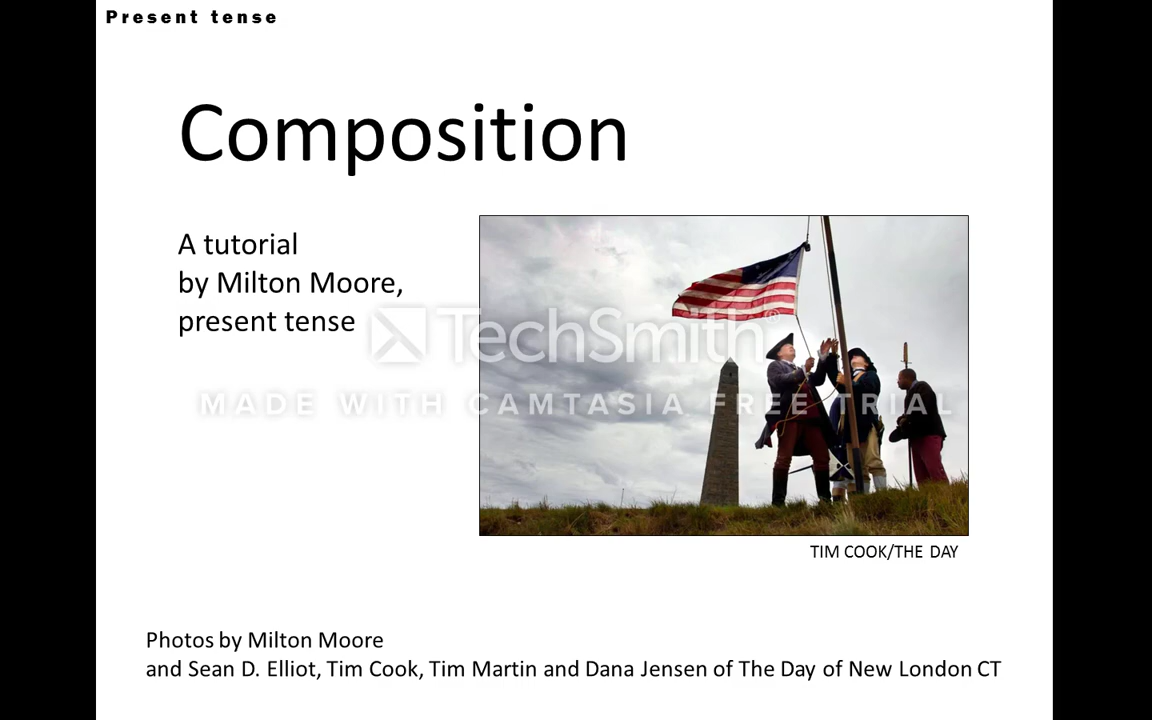 Present tense
Composition
A tutorial
by Milton Moore,
present tense
TechSmith®
MADE WITH CAMTASIA FREE TRIAL
TIM COOK/THE DAY
Photos by Milton Moore
and Sean D. Elliot, Tim Cook, Tim Martin and Dana Jensen of The Day of New London CT